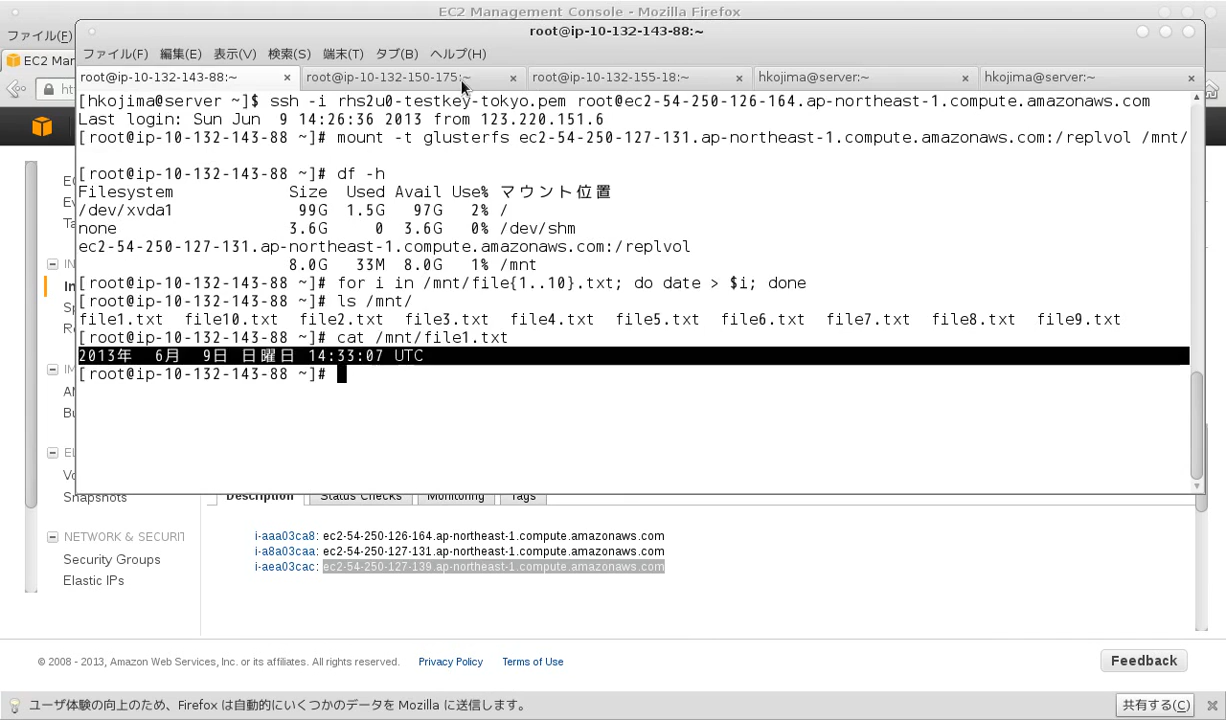 EC2 Management Console - Mozilla Firefox
ファイル(F)
root@ip-10-132-143-88:~
ファイル(F) 編集(E) 表示(V) 検索(S) 端末(T) タブ(B) ヘルプ(H)
EC2 Mar
root@ip-10-132-143-88:~ × root@ip-10-132-150-175:~ × root@ip-10-132-155-18:~ × hkojima@server:~ × hkojima@server:~ ×
[hkojima@server ~]$ ssh -i rhs2u0-testkey-tokyo.pem root@ec2-54-250-126-164.ap-northeast-1.compute.amazonaws.com
Last login: Sun Jun  9 14:26:36 2013 from 123.220.151.6
[root@ip-10-132-143-88 ~]# mount -t glusterfs ec2-54-250-127-131.ap-northeast-1.compute.amazonaws.com:/replvol /mnt/
[root@ip-10-132-143-88 ~]# df -h
Filesystem Size Used Avail Use% マウント位置
/dev/xvda1 99G 1.5G 97G 2% /
none 3.6G 0 3.6G 0% /dev/shm
ec2-54-250-127-131.ap-northeast-1.compute.amazonaws.com:/replvol
8.0G 33M 8.0G 1% /mnt
[root@ip-10-132-143-88 ~]# for i in /mnt/file{1..10}.txt; do date > $i; done
[root@ip-10-132-143-88 ~]# ls /mnt/
file1.txt file10.txt file2.txt file3.txt file4.txt file5.txt file6.txt file7.txt file8.txt file9.txt
[root@ip-10-132-143-88 ~]# cat /mnt/file1.txt
2013年 6月 9日 日曜日 14:33:07 UTC
[root@ip-10-132-143-88 ~]#
Snapshots
NETWORK & SECURIT
Security Groups
Elastic IPs
Description Status Checks Monitoring Tags
i-aaa03ca8: ec2-54-250-126-164.ap-northeast-1.compute.amazonaws.com
i-a8a03caa: ec2-54-250-127-131.ap-northeast-1.compute.amazonaws.com
i-aea03cac: ec2-54-250-127-139.ap-northeast-1.compute.amazonaws.com
© 2008 - 2013, Amazon Web Services, Inc. or its affiliates. All rights reserved. Privacy Policy Terms of Use
Feedback
ユーザ体験の向上のため、Firefox は自動的にいくつかのデータを Mozilla に送信します。 共有する(C)